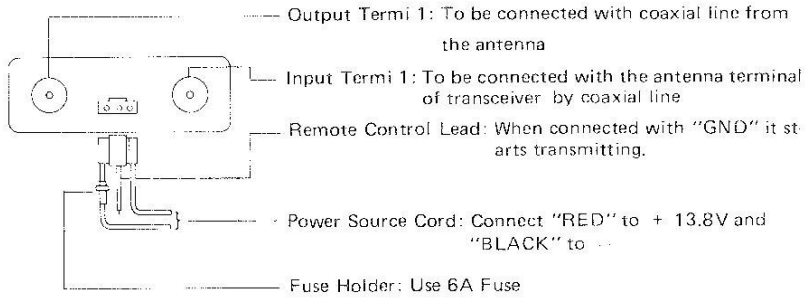 Output Termi 1: To be connected with coaxial line from
the antenna
Input Termi 1: To be connected with the antenna terminal
of transceiver by coaxial line
Remote Control Lead: When connected with "GND" it st-
arts transmitting.
Power Source Cord: Connect "RED" to + 13.8V and
"BLACK" to -
Fuse Holder: Use 6A Fuse